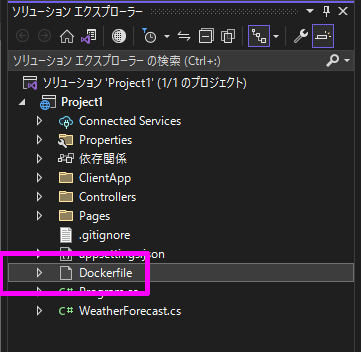 ソリューション エクスプローラー
ソリューション エクスプローラー の検索 (Ctrl+:)
ソリューション 'Project1' (1/1 のプロジェクト)
Project1
Connected Services
Properties
依存関係
ClientApp
Controllers
Pages
.gitignore
appsettings.json
Dockerfile
Program.cs
WeatherForecast.cs